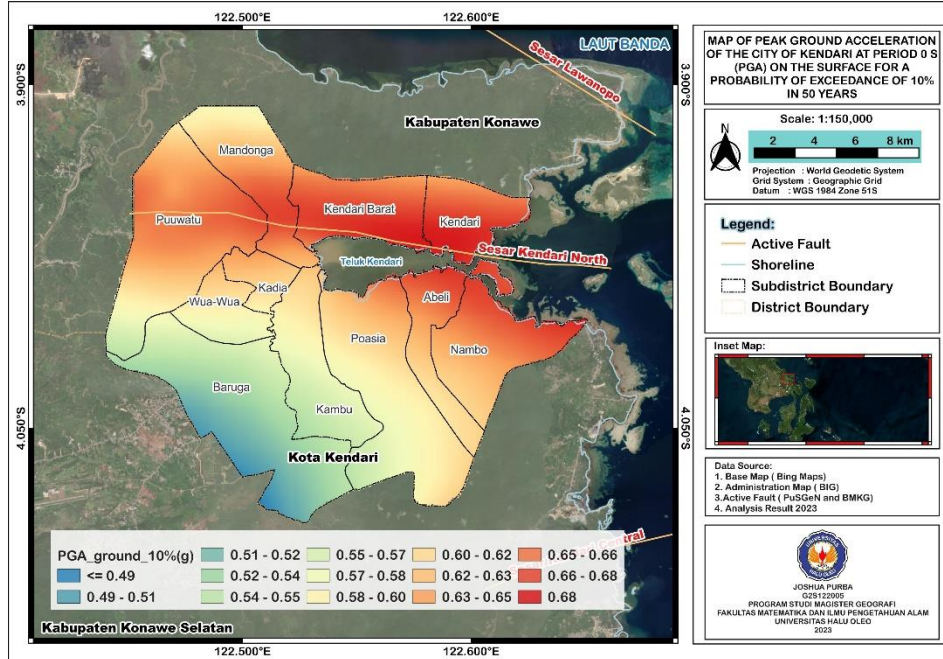 122.500°E
122.600°E
3.900°S
3.900°S
4.050°S
4.050°S
122.500°E
122.600°E
LAUT BANDA
Sesar Lawanopo
Kabupaten Konawe
Mandonga
Kendari Barat
Kendari
Puuwatu
Sesar Kendari North
Teluk Kendari
Kadia
Abeli
Wua-Wua
Poasia
Nambo
Baruga
Kambu
Kota Kendari
Central
Kabupaten Konawe Selatan
PGA_ground_10%(g)
<= 0.49
0.49 - 0.51
0.51 - 0.52
0.52 - 0.54
0.54 - 0.55
0.55 - 0.57
0.57 - 0.58
0.58 - 0.60
0.60 - 0.62
0.62 - 0.63
0.63 - 0.65
0.65 - 0.66
0.66 - 0.68
0.68
MAP OF PEAK GROUND ACCELERATION
OF THE CITY OF KENDARI AT PERIOD 0 S
(PGA) ON THE SURFACE FOR A
PROBABILITY OF EXCEEDANCE OF 10%
IN 50 YEARS
Scale: 1:150,000
N
2 4 6 8 km
Projection : World Geodetic System
Grid System : Geographic Grid
Datum : WGS 1984 Zone 51S
Legend:
Active Fault
Shoreline
Subdistrict Boundary
District Boundary
Inset Map:
Data Source:
1. Base Map ( Bing Maps)
2. Administration Map ( BIG)
3.Active Fault ( PuSGeN and BMKG)
4. Analysis Result 2023
UNIVERSITAS
HALU OLEO
JOSHUA PURBA
G2S122005
PROGRAM STUDI MAGISTER GEOGRAFI
FAKULTAS MATEMATIKA DAN ILMU PENGETAHUAN ALAM
UNIVERSITAS HALU OLEO
2023